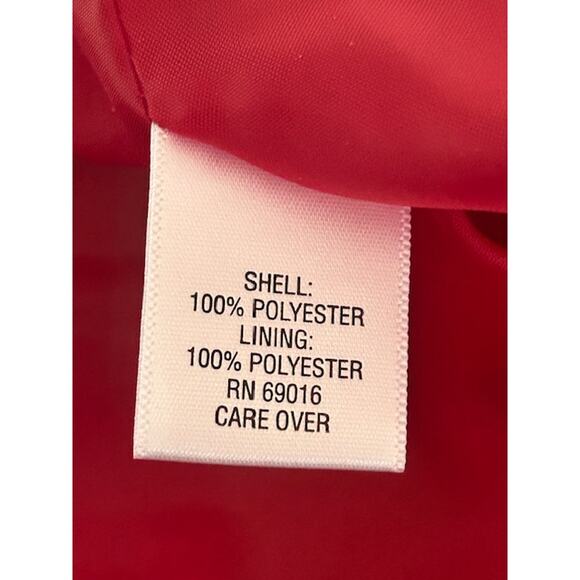 SHELL:
100% POLYESTER
LINING:
100% POLYESTER
RN 69016
CARE OVER